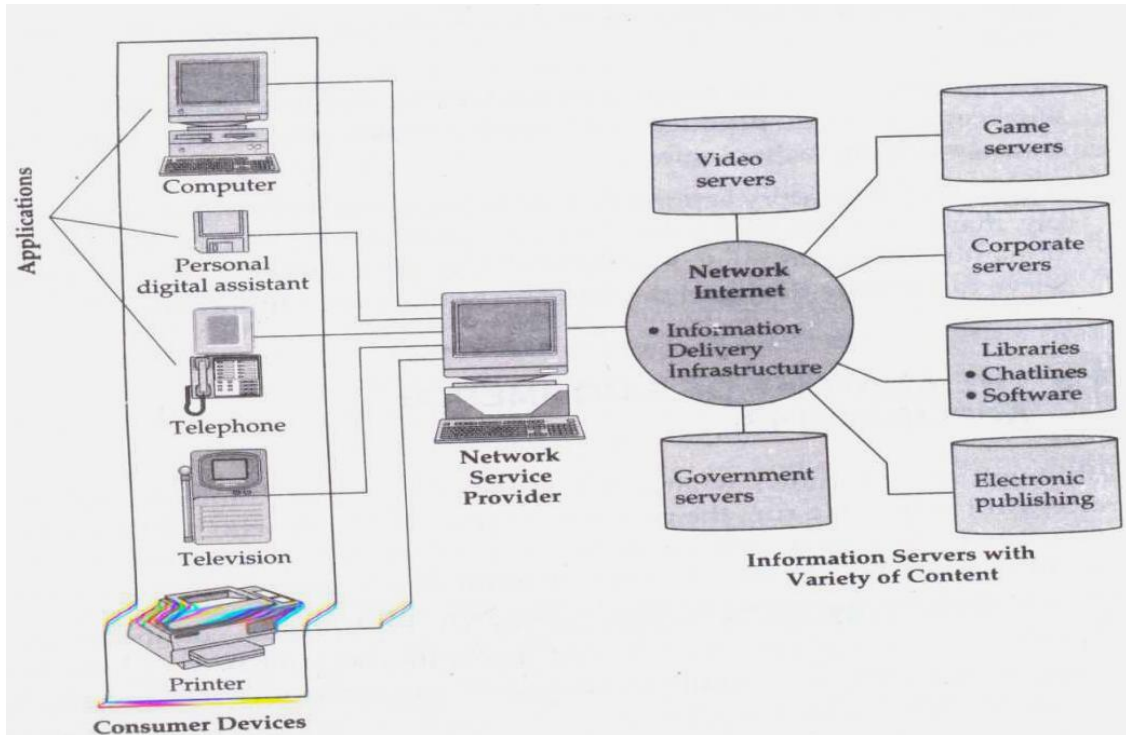 Applications
Computer
Personal
digital assistant
Telephone
Television
Printer
Consumer Devices
Network
Service
Provider
Video
servers
Network
Internet
• Information
Delivery
Infrastructure
Government
servers
Game
servers
Corporate
servers
Libraries
• Chatlines
• Software
Electronic
publishing
Information Servers with
Variety of Content